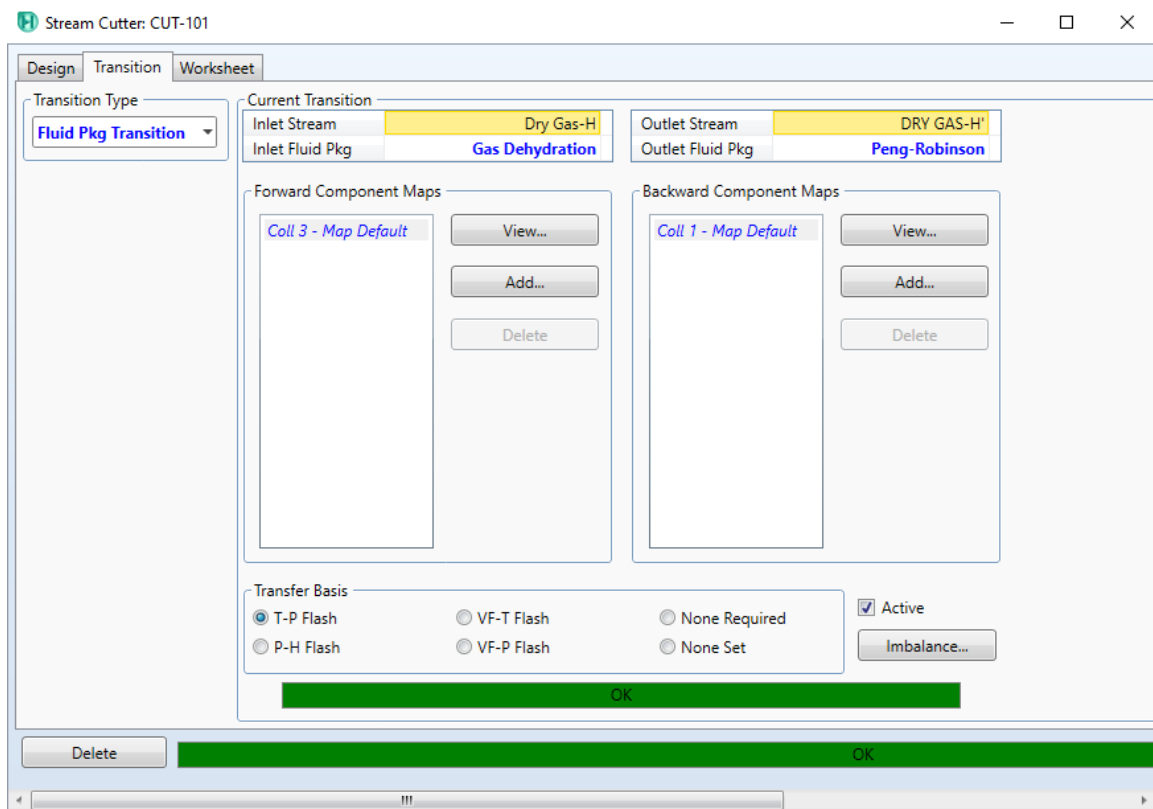 Stream Cutter: CUT-101
Design Transition Worksheet
Transition Type
Fluid Pkg Transition
Current Transition
Inlet Stream Dry Gas-H
Inlet Fluid Pkg Gas Dehydration
Outlet Stream DRY GAS-H'
Outlet Fluid Pkg Peng-Robinson
Forward Component Maps
Coll 3 - Map Default
View...
Add...
Delete
Backward Component Maps
Coll 1 - Map Default
View...
Add...
Delete
Transfer Basis
T-P Flash VF-T Flash None Required
P-H Flash VF-P Flash None Set
Active
Imbalance...
OK
Delete OK